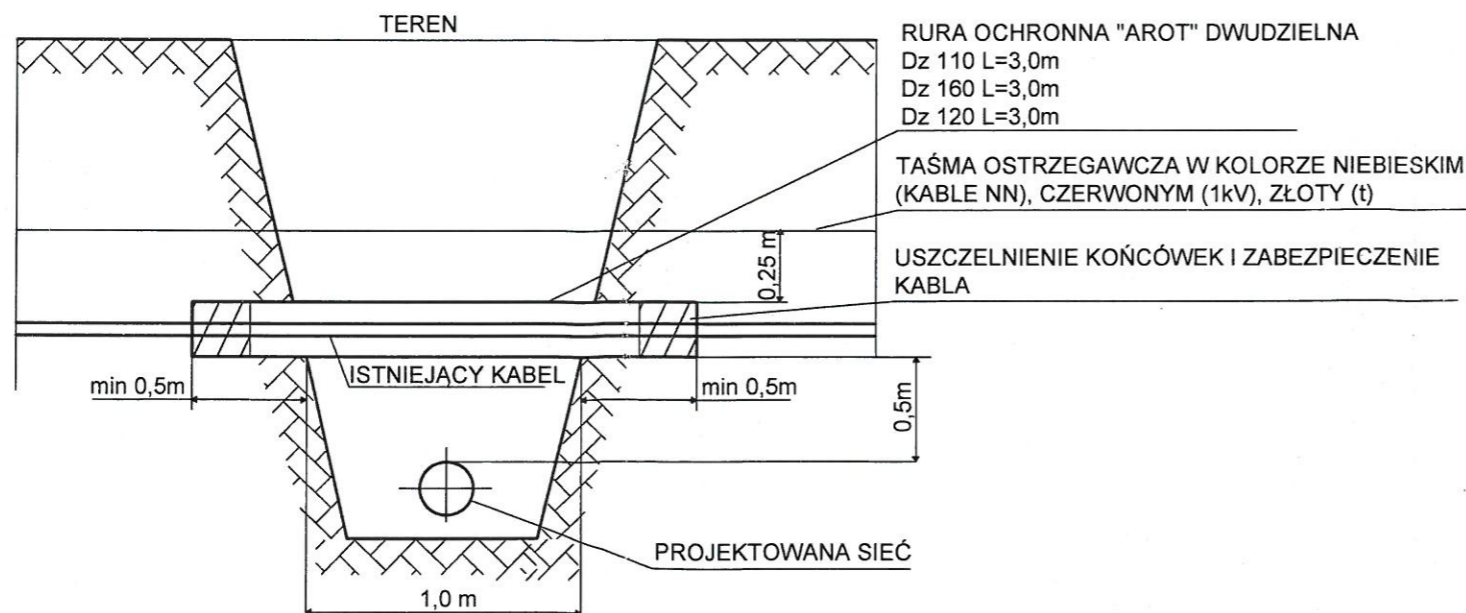 TEREN
RURA OCHRONNA "AROT" DWUDZIELNA
Dz 110 L=3,0m
Dz 160 L=3,0m
Dz 120 L=3,0m
TAŚMA OSTRZEGAWCZA W KOLORZE NIEBIESKIM
(KABLE NN), CZERWONYM (1kV), ZŁOTY (t)
0,25 m
USZCZELNIENIE KOŃCÓWEK I ZABEZPIECZENIE
KABLA
ISTNIEJĄCY KABEL
min 0,5m
min 0,5m
0,5m
PROJEKTOWANA SIEĆ
1,0 m